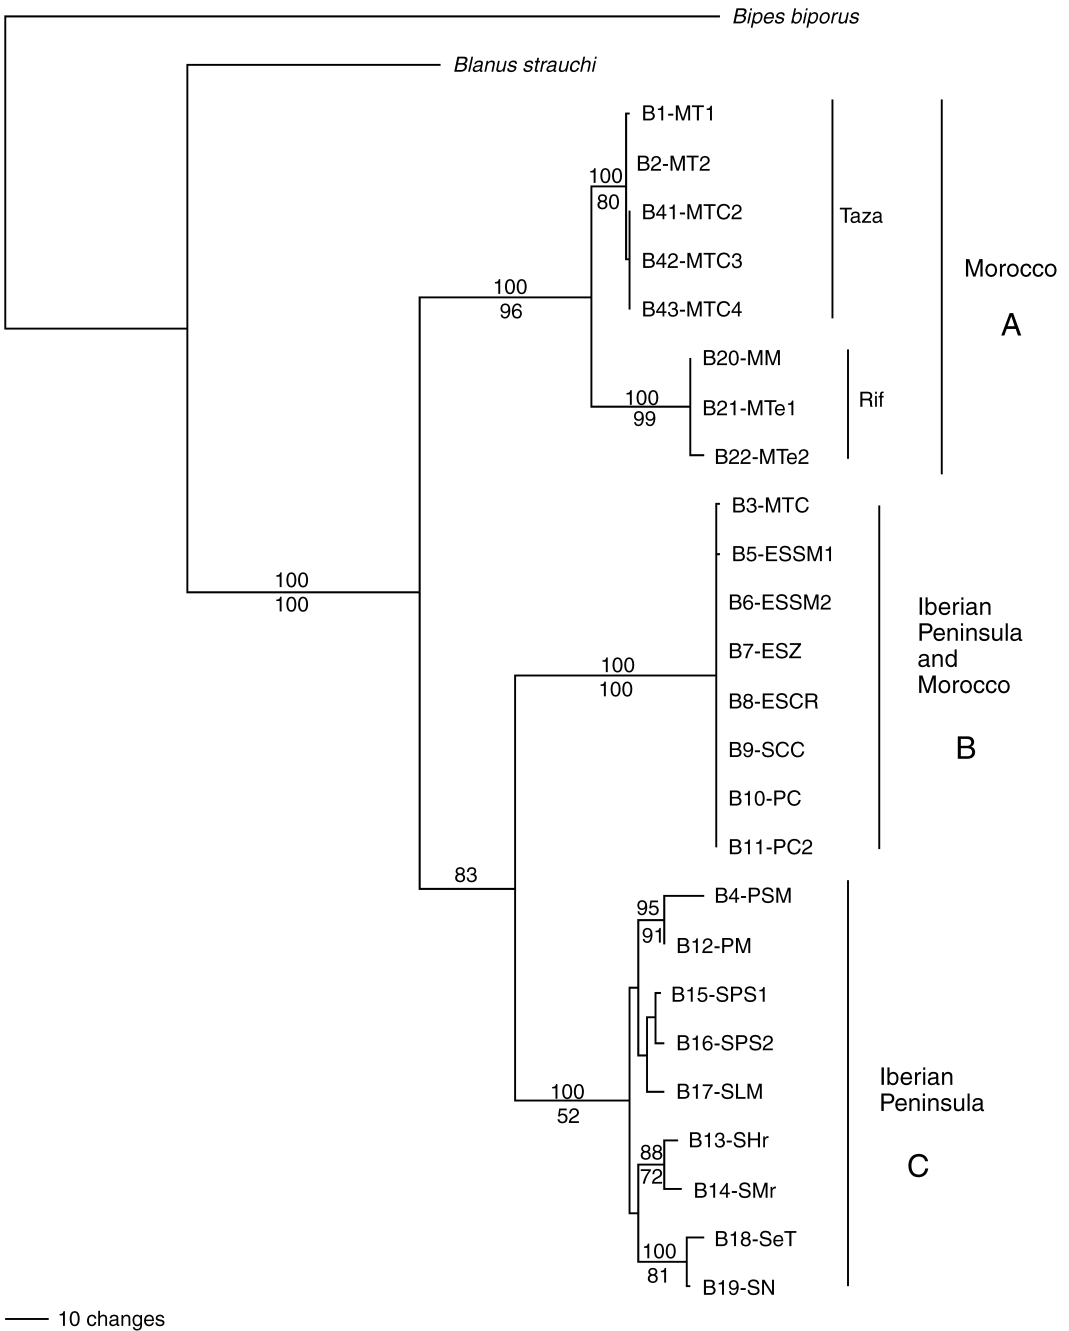 Bipes biporus
Blanus strauchi
B1-MT1
B2-MT2
100
80
B41-MTC2
Taza
B42-MTC3
Morocco
100
96
B43-MTC4
A
B20-MM
100
99
B21-MTe1
Rif
B22-MTe2
B3-MTC
B5-ESSM1
100
100
B6-ESSM2
Iberian
Peninsula
and
Morocco
B7-ESZ
100
100
B8-ESCR
B9-SCC
B
B10-PC
B11-PC2
83
B4-PSM
95
91
B12-PM
B15-SPS1
B16-SPS2
B17-SLM
Iberian
Peninsula
100
52
B13-SHr
88
72
C
B14-SMr
B18-SeT
100
81
B19-SN
10 changes